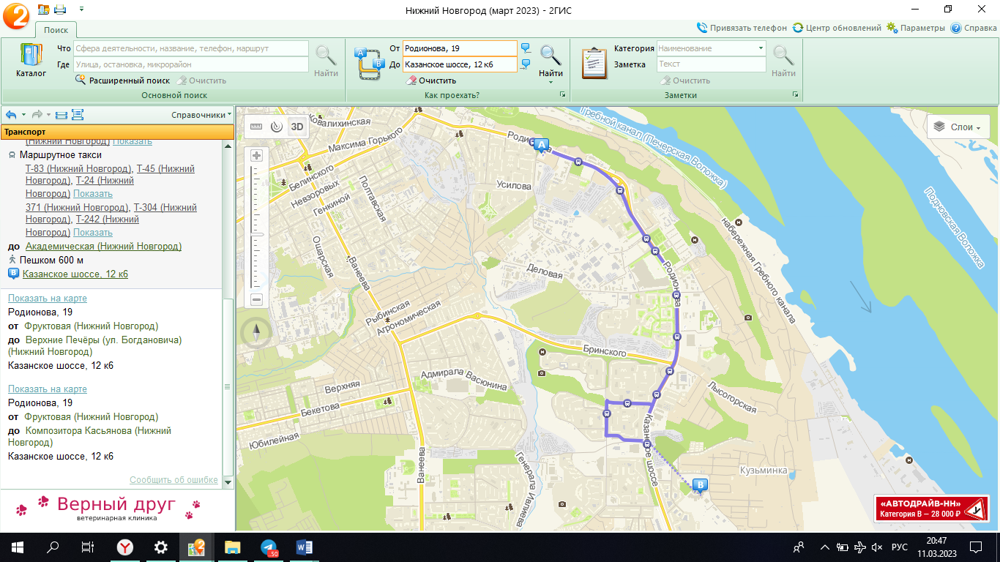 Нижний Новгород (март 2023) - 2ГИС
Поиск
Привязать телефон
Центр обновлений
Параметры
Справка
Каталог
Что
Сфера деятельности, название, телефон, маршрут
Где
Улица, остановка, микрорайон
Расширенный поиск
Очистить
Найти
Основной поиск
От
Родионова, 19
До
Казанское шоссе, 12 к6
Очистить
Найти
Как проехать?
Категория
Наименование
Заметка
Текст
Очистить
Найти
Заметки
Справочники
Транспорт
(Нижний Новгород) Показать
Маршрутное такси
Т-83 (Нижний Новгород), Т-45 (Нижний
Новгород), Т-24 (Нижний
Новгород) Показать
371 (Нижний Новгород), Т-304 (Нижний
Новгород), Т-242 (Нижний
Новгород) Показать
до Академическая (Нижний Новгород)
Пешком 600 м
B Казанское шоссе, 12 к6
Показать на карте
Родионова, 19
от Фруктовая (Нижний Новгород)
до Верхние Печёры (ул. Богдановича)
(Нижний Новгород)
Казанское шоссе, 12 к6
Показать на карте
Родионова, 19
от Фруктовая (Нижний Новгород)
до Композитора Касьянова (Нижний
Новгород)
Казанское шоссе, 12 к6
Сообщить об ошибке
Верный друг
ветеринарная клиника
3D
Слои
Ковалихинская
Максима Горького
Белинского
Невзоровых
Генкиной
Полтавская
Ошарская
Ванеева
Рыбинская
Агрономическая
Усилова
Деловая
Родионова
A
Гребной канал (Печерская Воложка)
Подновская Воложка
набережная Гребного канала
Родионова
Бринского
Лысогорская
Адмирала Васюнина
Верхняя
Бекетова
Юбилейная
Ванеева
Генерала Ивлиева
Казанское шоссе
Кузьминка
B
«АВТОДРАЙВ-НН»
Категория В – 28 000 ₽
50
РУС
20:47
11.03.2023